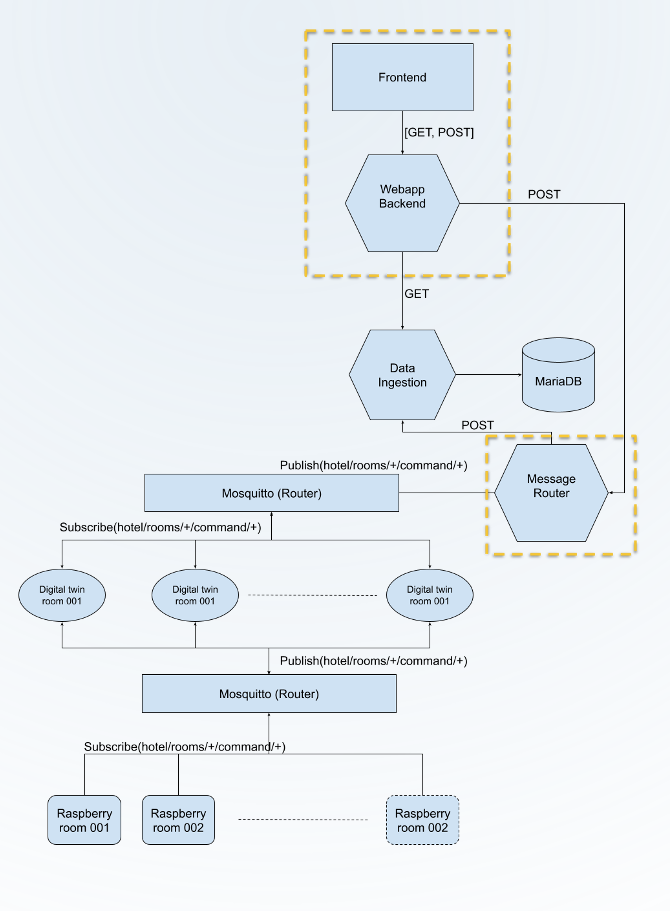 Frontend
[GET, POST]
Webapp
Backend
POST
GET
Data
Ingestion
MariaDB
POST
Message
Router
Publish(hotel/rooms/+/command/+)
Mosquitto (Router)
Subscribe(hotel/rooms/+/command/+)
Digital twin
room 001
Digital twin
room 001
Digital twin
room 001
Publish(hotel/rooms/+/command/+)
Mosquitto (Router)
Subscribe(hotel/rooms/+/command/+)
Raspberry
room 001
Raspberry
room 002
Raspberry
room 002